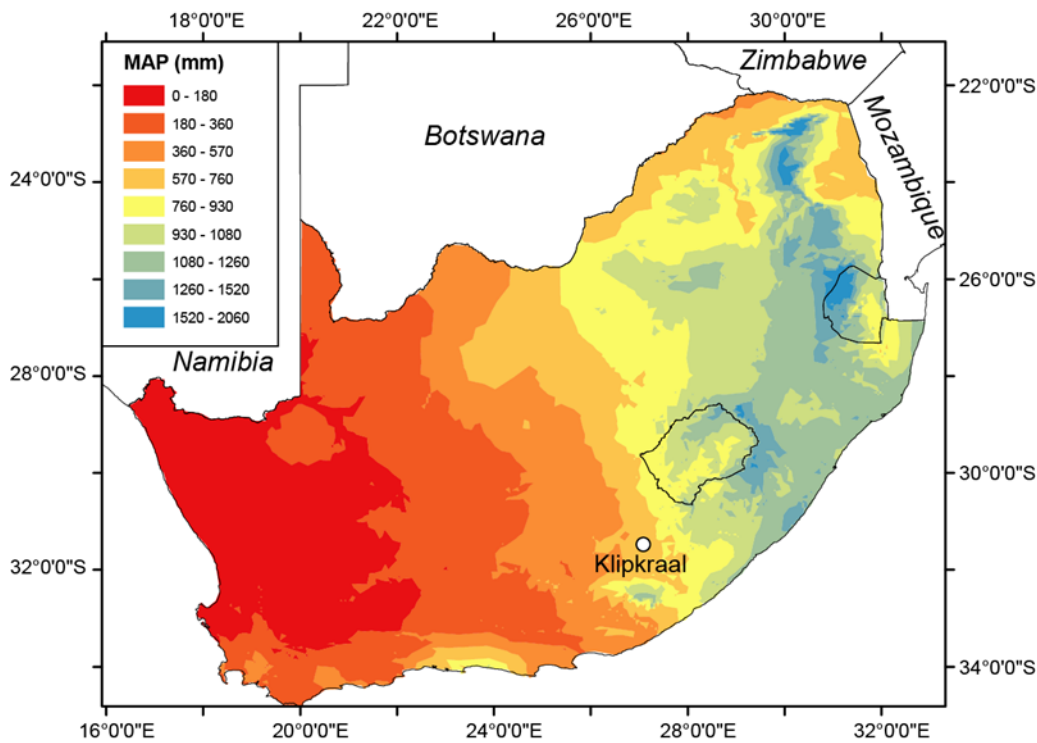 18°0'0"E 22°0'0"E 26°0'0"E 30°0'0"E
MAP (mm)
0 - 180
180 - 360
360 - 570
570 - 760
760 - 930
930 - 1080
1080 - 1260
1260 - 1520
1520 - 2060
Zimbabwe
Botswana
Mozambique
Namibia
Klipkraal
24°0'0"S
28°0'0"S
32°0'0"S
22°0'0"S
26°0'0"S
30°0'0"S
34°0'0"S
16°0'0"E 20°0'0"E 24°0'0"E 28°0'0"E 32°0'0"E